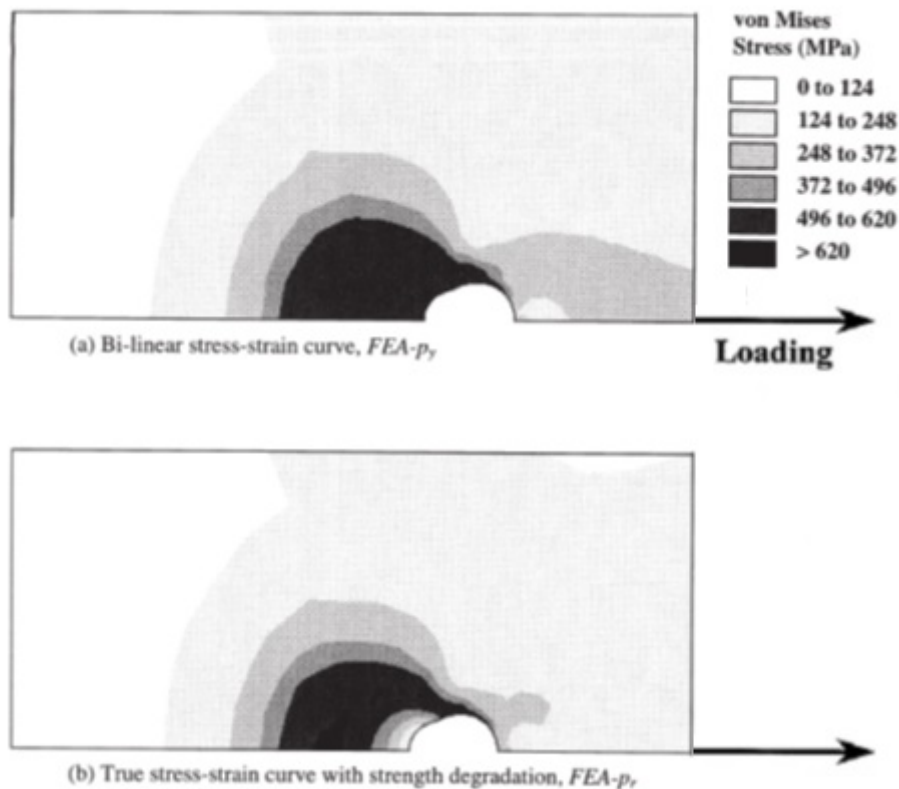 von Mises
Stress (MPa)
0 to 124
124 to 248
248 to 372
372 to 496
496 to 620
> 620
(a) Bi-linear stress-strain curve, FEA-py
Loading
(b) True stress-strain curve with strength degradation, FEA-pr